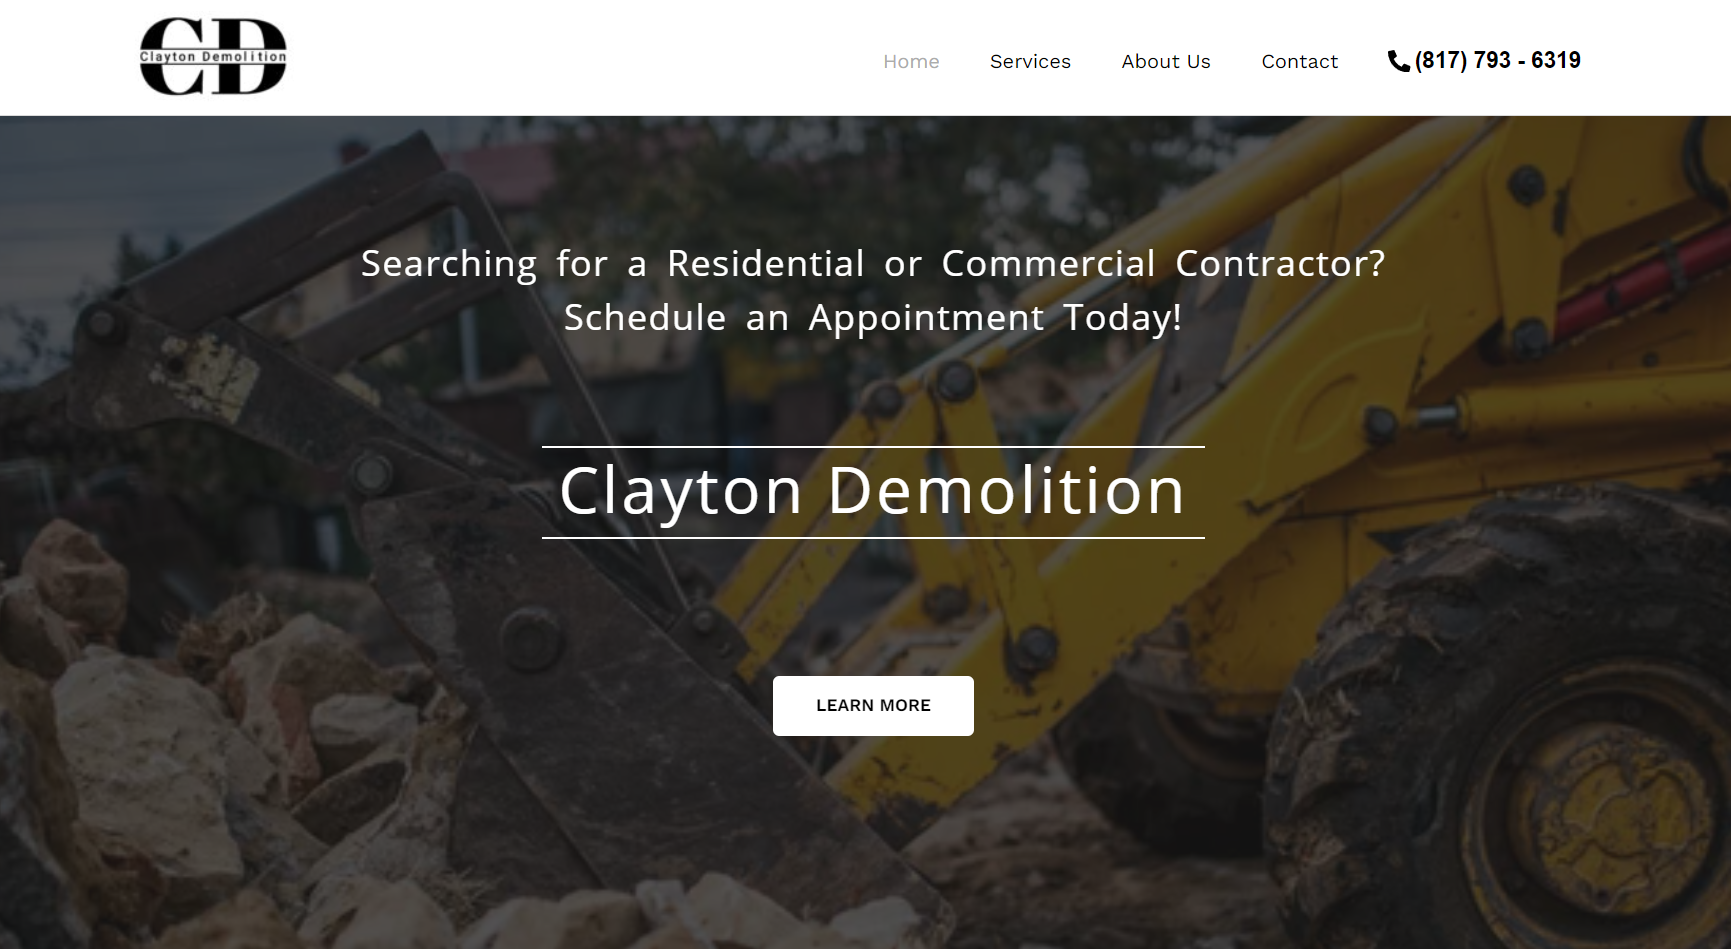 CD
Clayton Demolition
Home
Services
About Us
Contact
(817) 793 - 6319
Searching for a Residential or Commercial Contractor?
Schedule an Appointment Today!
Clayton Demolition
LEARN MORE